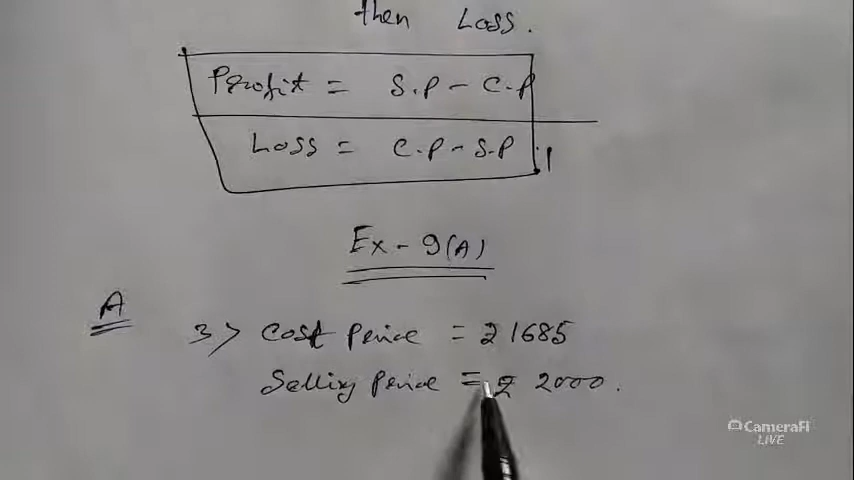 then Loss.
Profit = S.P - C.P
Loss = C.P - S.P
Ex - 9(A)
A
3> Cost Price = ₹ 1685
Selling Price = ₹ 2000.
CameraFi
LIVE